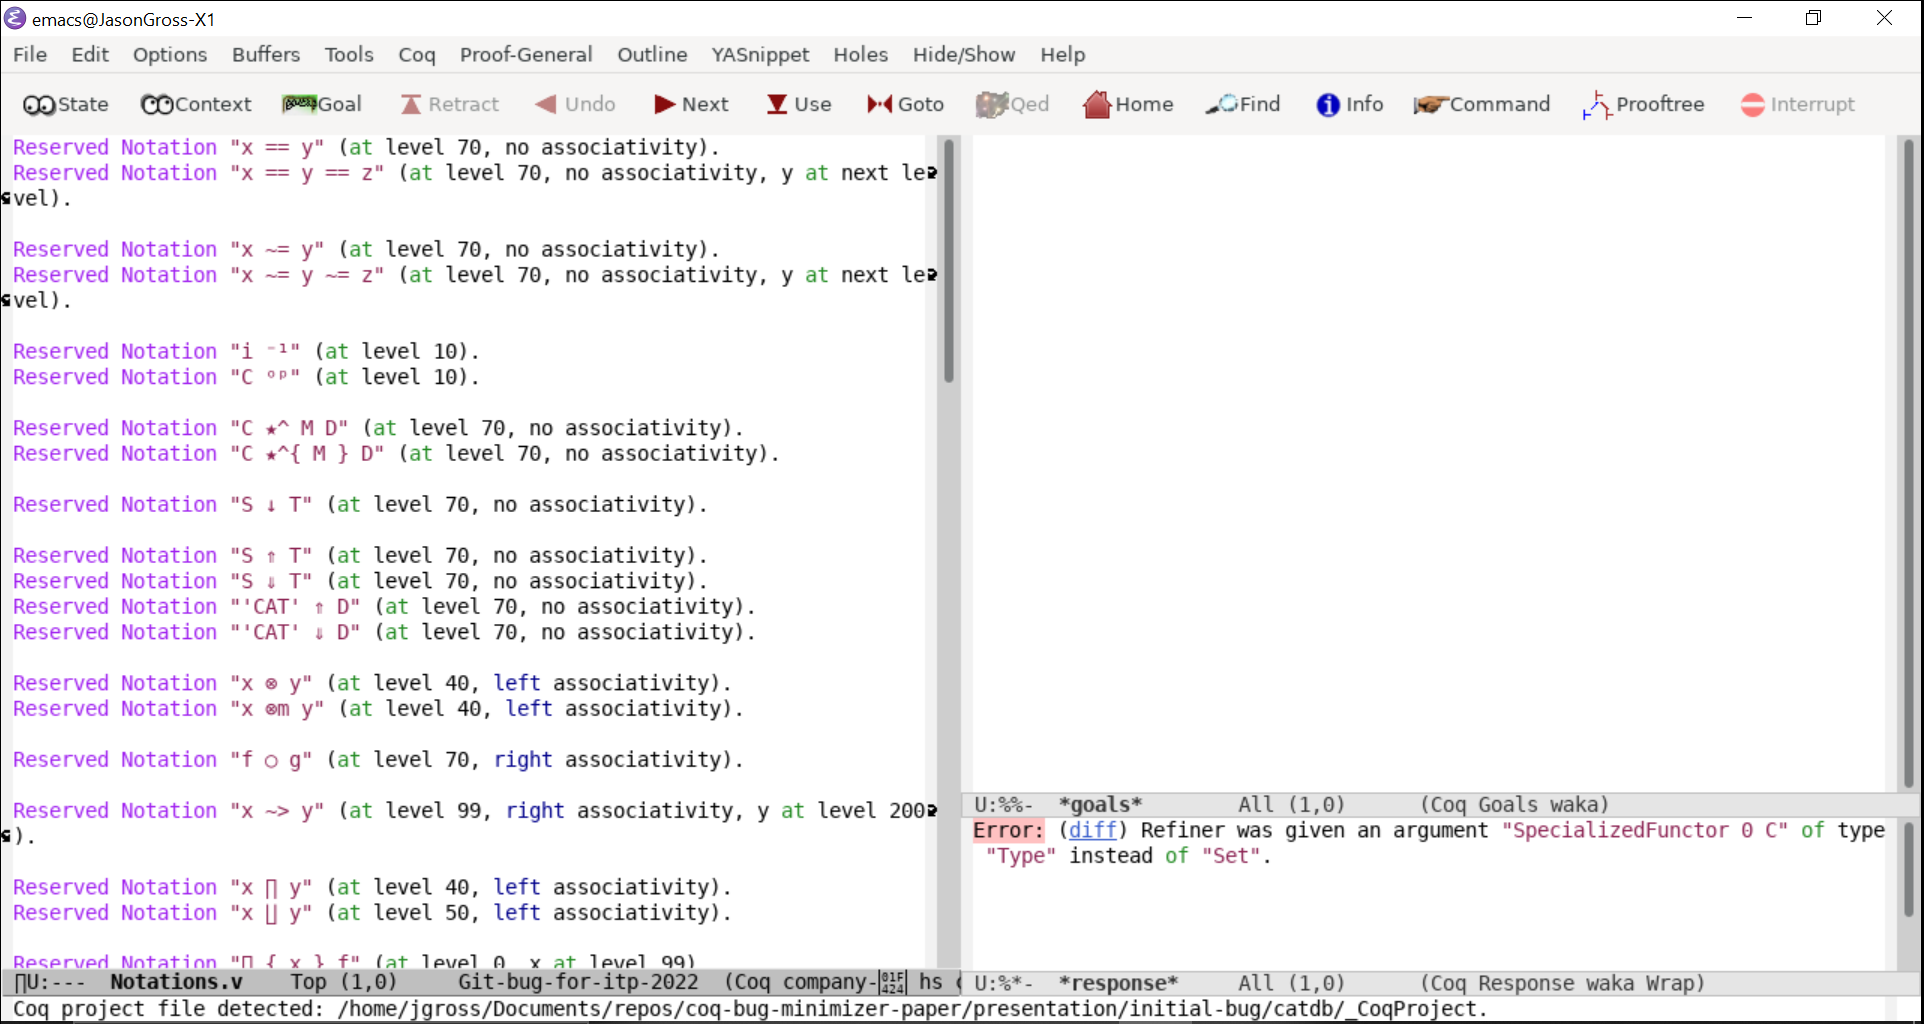 emacs@JasonGross-X1
File Edit Options Buffers Tools Coq Proof-General Outline YASnippet Holes Hide/Show Help
State Context Goal Retract Undo Next Use Goto Qed Home Find Info Command Prooftree Interrupt
Reserved Notation "x == y" (at level 70, no associativity).
Reserved Notation "x == y == z" (at level 70, no associativity, y at next le
vel).
Reserved Notation "x ~= y" (at level 70, no associativity).
Reserved Notation "x ~= y ~= z" (at level 70, no associativity, y at next le
vel).
Reserved Notation "i ⁻¹" (at level 10).
Reserved Notation "C ᵒᵖ" (at level 10).
Reserved Notation "C ★^ M D" (at level 70, no associativity).
Reserved Notation "C ★^{ M } D" (at level 70, no associativity).
Reserved Notation "S ↓ T" (at level 70, no associativity).
Reserved Notation "S ⇑ T" (at level 70, no associativity).
Reserved Notation "S ⇓ T" (at level 70, no associativity).
Reserved Notation "'CAT' ⇑ D" (at level 70, no associativity).
Reserved Notation "'CAT' ⇓ D" (at level 70, no associativity).
Reserved Notation "x ⊗ y" (at level 40, left associativity).
Reserved Notation "x ⊗m y" (at level 40, left associativity).
Reserved Notation "f ○ g" (at level 70, right associativity).
Reserved Notation "x ~> y" (at level 99, right associativity, y at level 200
).
Reserved Notation "x ∏ y" (at level 40, left associativity).
Reserved Notation "x ∐ y" (at level 50, left associativity).
Reserved Notation "∏_{ x } f" (at level 0, x at level 99)
∏U:--- Notations.v Top (1,0) Git-bug-for-itp-2022 (Coq company-01F424 hs
U:%%- *goals* All (1,0) (Coq Goals waka)
Error: (diff) Refiner was given an argument "SpecializedFunctor 0 C" of type
"Type" instead of "Set".
U:%*- *response* All (1,0) (Coq Response waka Wrap)
Coq project file detected: /home/jgross/Documents/repos/coq-bug-minimizer-paper/presentation/initial-bug/catdb/_CoqProject.